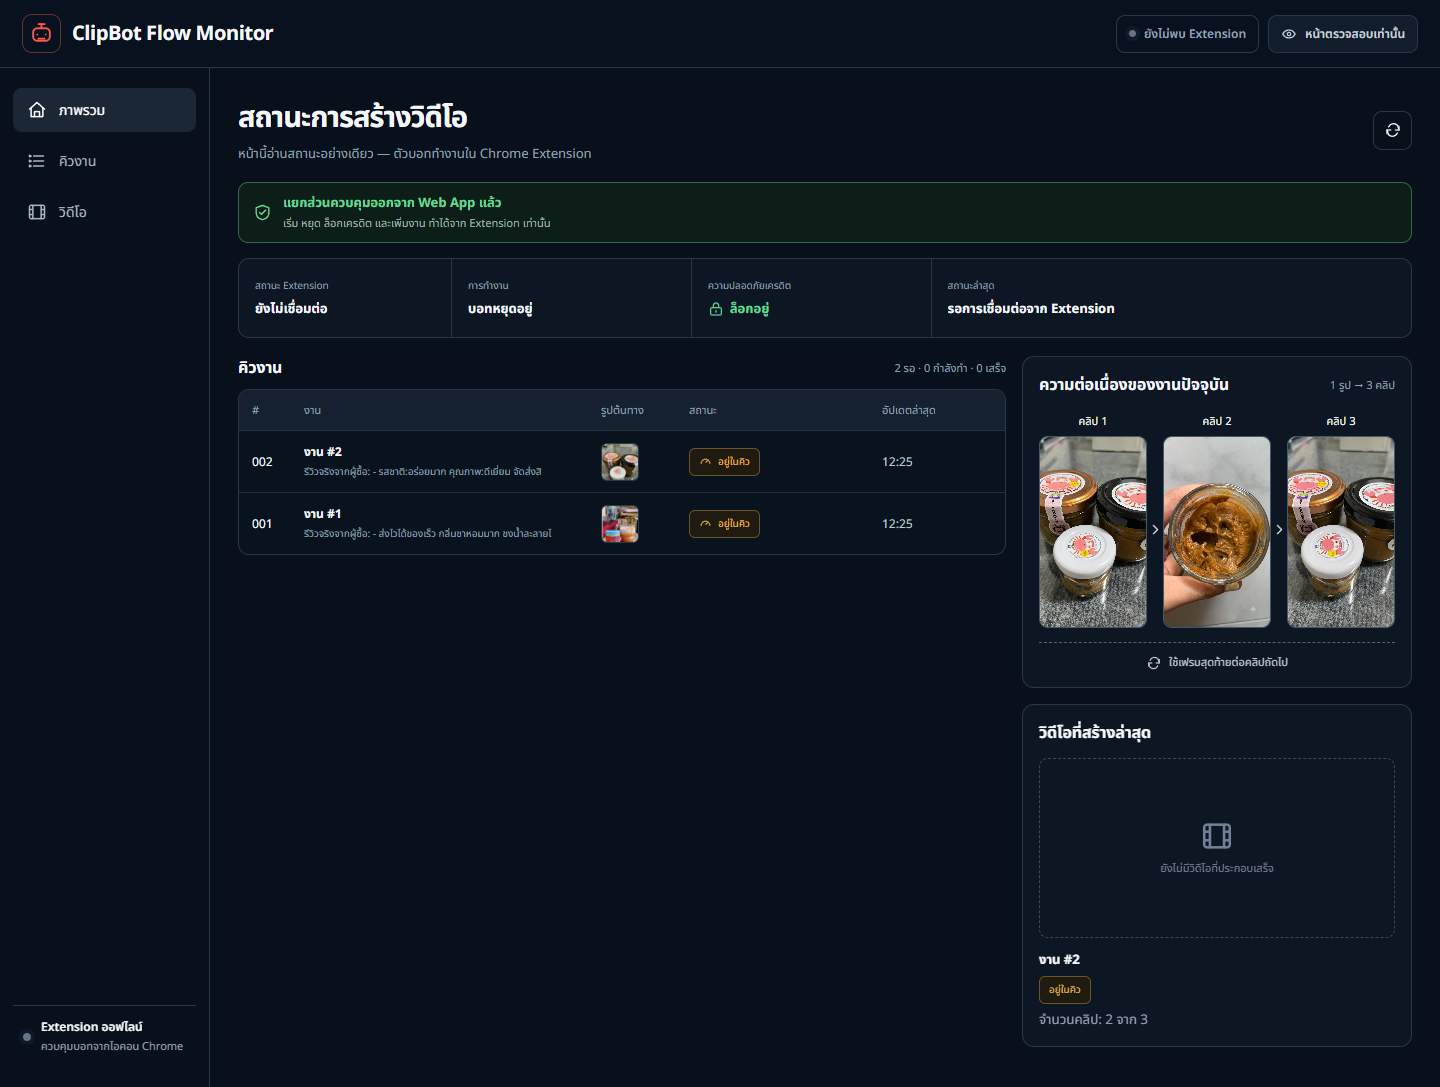 ClipBot Flow Monitor
ยังไม่พบ Extension
หน้าตรวจสอบเท่านั้น
ภาพรวม
คิวงาน
วิดีโอ
สถานะการสร้างวิดีโอ
หน้านี้อ่านสถานะอย่างเดียว — ตัวบอททำงานใน Chrome Extension
แยกส่วนควบคุมออกจาก Web App แล้ว
เริ่ม หยุด ล็อกเครดิต และเพิ่มงาน ทำได้จาก Extension เท่านั้น
สถานะ Extension
ยังไม่เชื่อมต่อ
การทำงาน
บอทหยุดอยู่
ความปลอดภัยเครดิต
ล็อกอยู่
สถานะล่าสุด
รอการเชื่อมต่อจาก Extension
คิวงาน
2 รอ · 0 กำลังทำ · 0 เสร็จ
# งาน รูปต้นทาง สถานะ อัปเดตล่าสุด
002 งาน #2 อยู่ในคิว 12:25
รีวิวจริงจากผู้ซื้อ: - รสชาติ:อร่อยมาก คุณภาพ:ดีเยี่ยม จัดส่งสิ
001 งาน #1 อยู่ในคิว 12:25
รีวิวจริงจากผู้ซื้อ: - ส่งไวได้ของเร็ว กลิ่นชาหอมมาก ชงน้ำละลายไ
ความต่อเนื่องของงานปัจจุบัน
1 รูป → 3 คลิป
คลิป 1
คลิป 2
คลิป 3
ใช้เฟรมสุดท้ายต่อคลิปถัดไป
วิดีโอที่สร้างล่าสุด
ยังไม่มีวิดีโอที่ประกอบเสร็จ
งาน #2
อยู่ในคิว
จำนวนคลิป: 2 จาก 3
Extension ออฟไลน์
ควบคุมบอทจากไอคอน Chrome